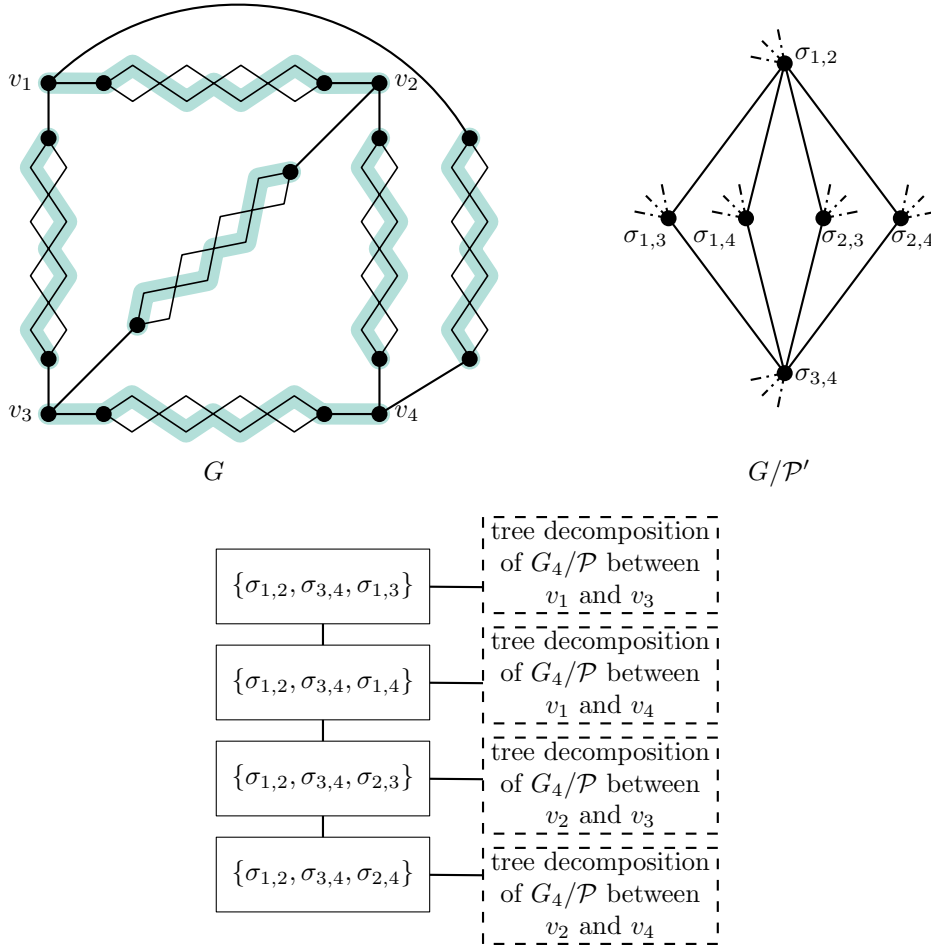 v₁
v₂
v₃
v₄
G
σ₁,₂
σ₁,₃
σ₁,₄
σ₂,₃
σ₂,₄
σ₃,₄
G/𝒫′
{σ₁,₂, σ₃,₄, σ₁,₃}
tree decomposition
of G₄/𝒫 between
v₁ and v₃
{σ₁,₂, σ₃,₄, σ₁,₄}
tree decomposition
of G₄/𝒫 between
v₁ and v₄
{σ₁,₂, σ₃,₄, σ₂,₃}
tree decomposition
of G₄/𝒫 between
v₂ and v₃
{σ₁,₂, σ₃,₄, σ₂,₄}
tree decomposition
of G₄/𝒫 between
v₂ and v₄